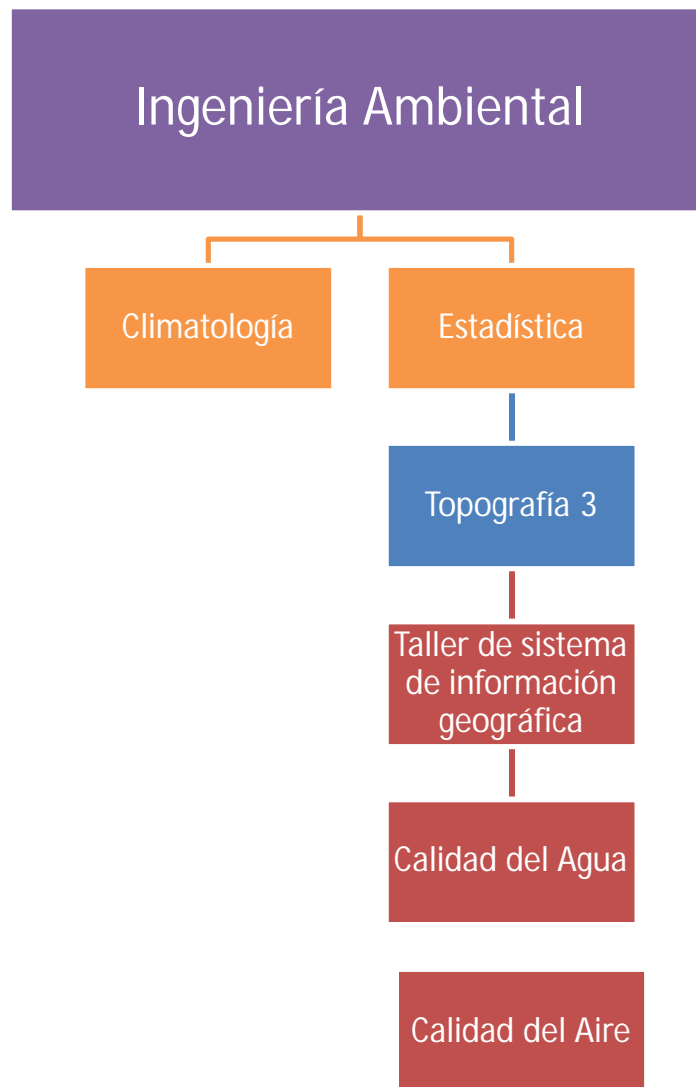 Ingeniería Ambiental
Climatología
Estadística
Topografía 3
Taller de sistema
de información
geográfica
Calidad del Agua
Calidad del Aire